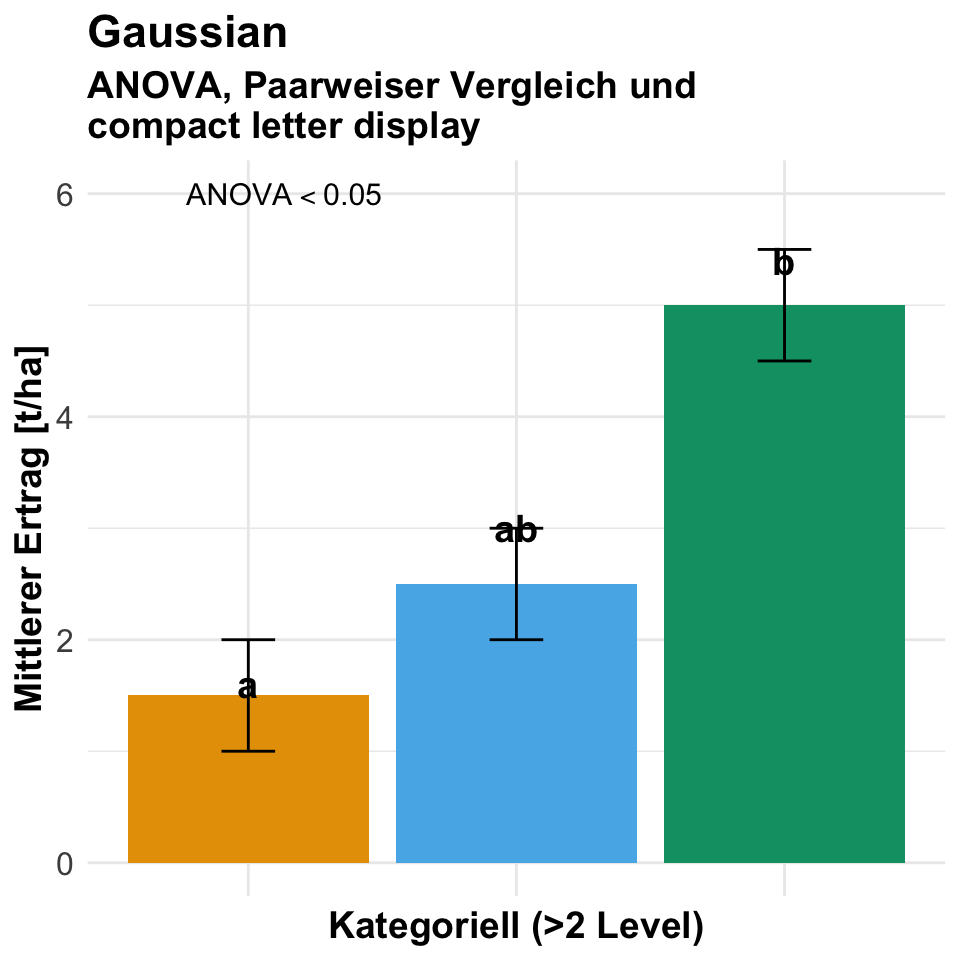 Gaussian
ANOVA, Paarweiser Vergleich und
compact letter display
ANOVA < 0.05
6
4
2
0
Mittlerer Ertrag [t/ha]
a
ab
b
Kategoriell (>2 Level)